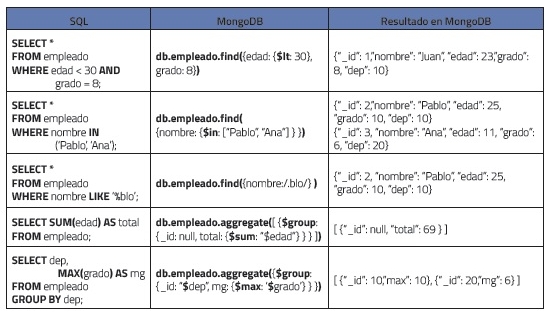 SQL
MongoDB
Resultado en MongoDB
SELECT *
FROM empleado
WHERE edad < 30 AND
grado = 8;
db.empleado.find({edad: {$lt: 30},
grado: 8})
{"_id": 1,"nombre": "Juan", "edad": 23,"grado":
8, "dep": 10}
SELECT *
FROM empleado
WHERE nombre IN
('Pablo', 'Ana');
db.empleado.find(
{nombre: {$in: ["Pablo", "Ana"] } })
{"_id": 2,"nombre": "Pablo", "edad": 25,
"grado": 10, "dep": 10}
{"_id": 3, "nombre": "Ana", "edad": 11, "grado":
6, "dep": 20}
SELECT *
FROM empleado
WHERE nombre LIKE '%blo';
db.empleado.find({nombre:/.blo/} )
{"_id": 2, "nombre": "Pablo", "edad": 25,
"grado": 10, "dep": 10}
SELECT SUM(edad) AS total
FROM empleado;
db.empleado.aggregate([ {$group:
{_id: null, total: {$sum: "$edad"} } } ])
[ {"_id": null, "total": 69 } ]
SELECT dep,
MAX(grado) AS mg
FROM empleado
GROUP BY dep;
db.empleado.aggregate({$group:
{_id: "$dep", mg: {$max: '$grado'} } })
[ {"_id": 10,"max": 10}, {"_id": 20,"mg": 6} ]